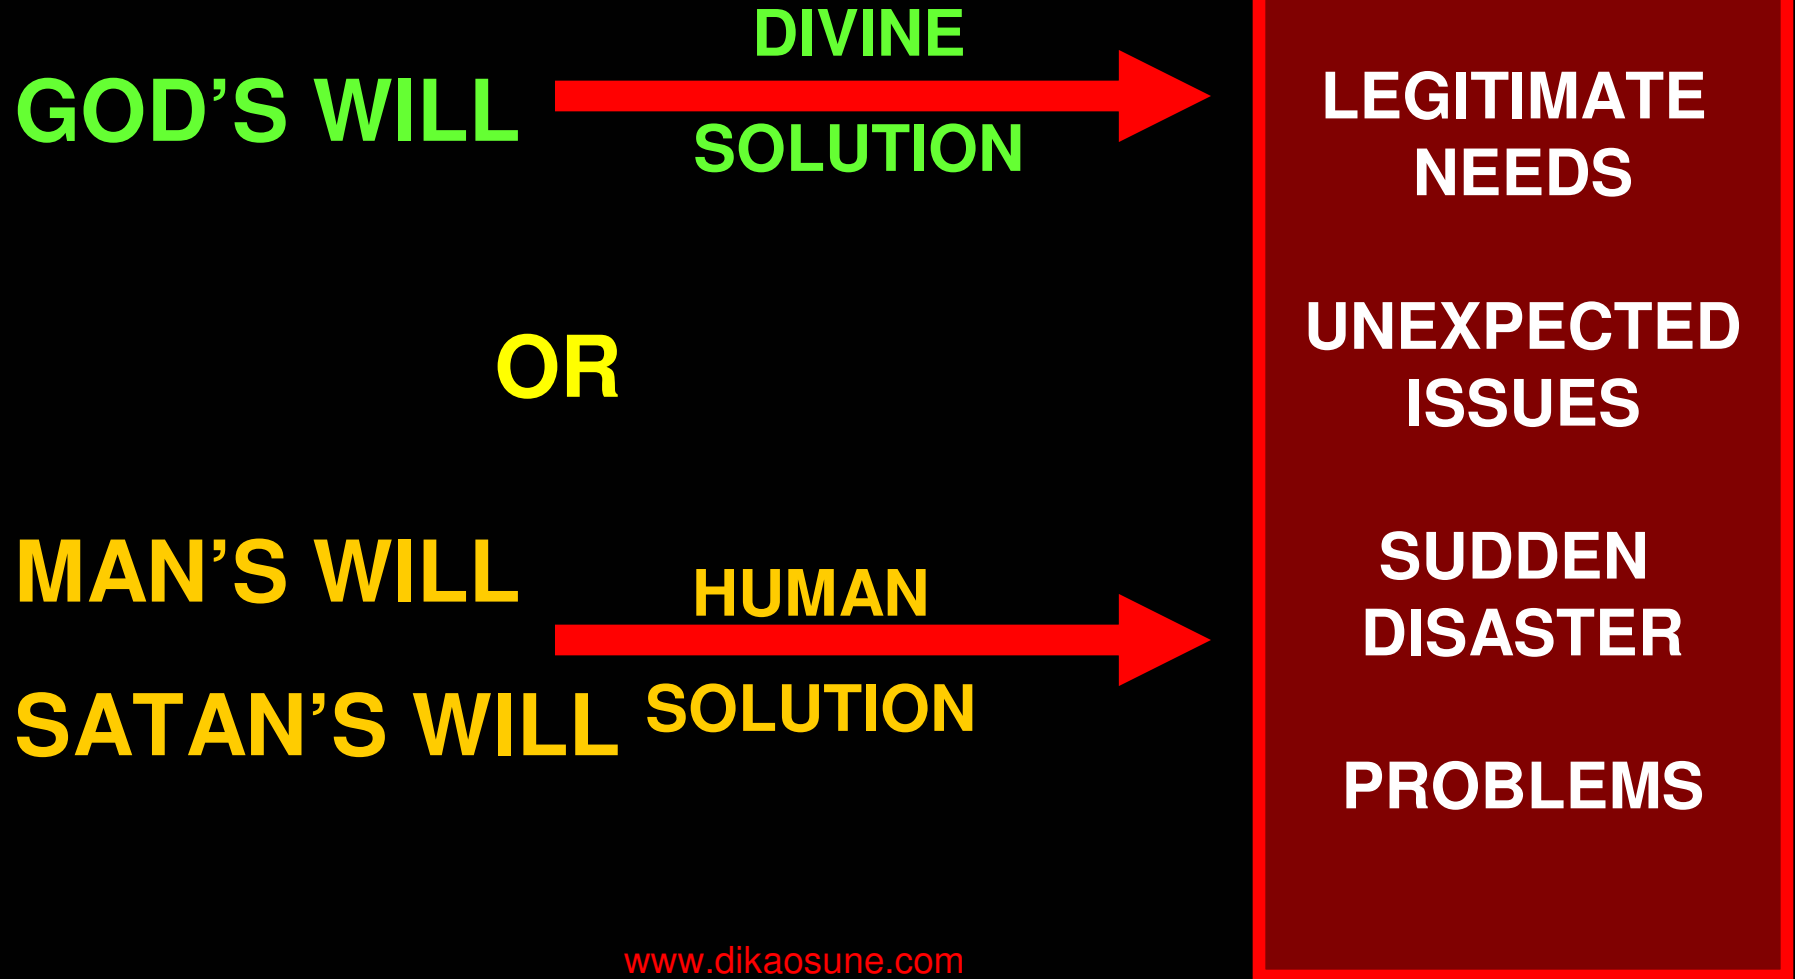 DIVINE
GOD’S WILL
SOLUTION
OR
MAN’S WILL
HUMAN
SATAN’S WILL
SOLUTION
LEGITIMATE
NEEDS
UNEXPECTED
ISSUES
SUDDEN
DISASTER
PROBLEMS
www.dikaosune.com